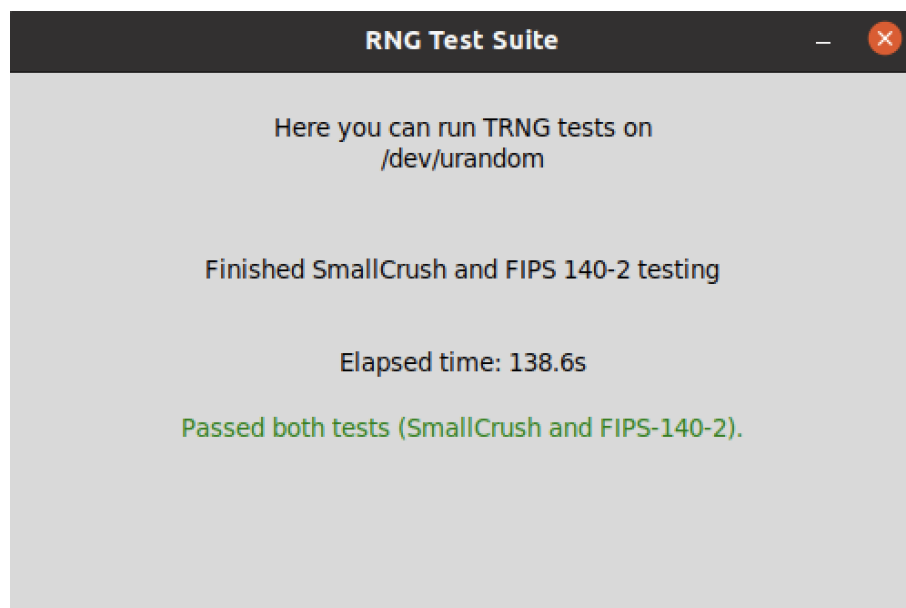 RNG Test Suite
Here you can run TRNG tests on
/dev/urandom
Finished SmallCrush and FIPS 140-2 testing
Elapsed time: 138.6s
Passed both tests (SmallCrush and FIPS-140-2).